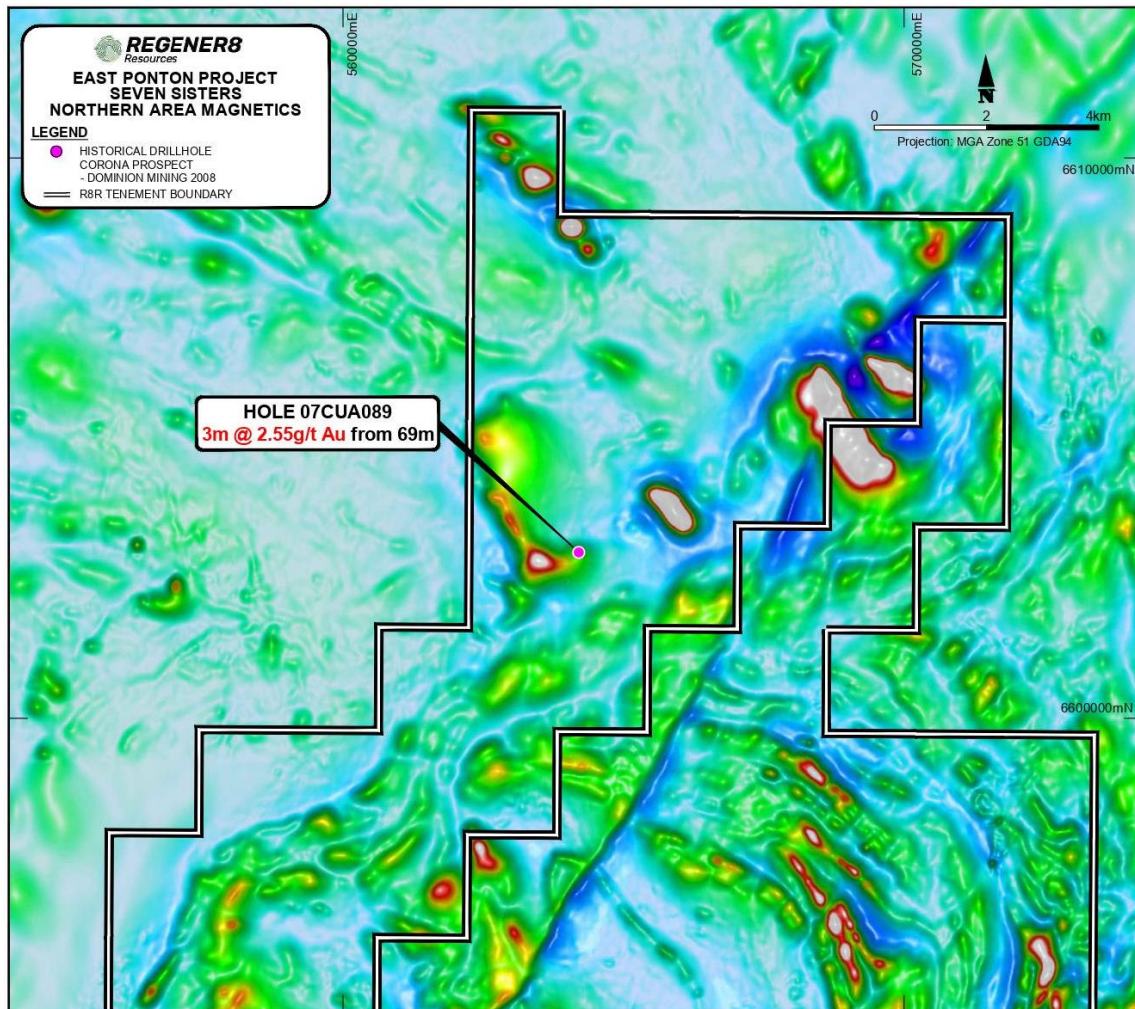 REGENER8
Resources
EAST PONTON PROJECT
SEVEN SISTERS
NORTHERN AREA MAGNETICS
LEGEND
HISTORICAL DRILLHOLE
CORONA PROSPECT
- DOMINION MINING 2008
R8R TENEMENT BOUNDARY
560000mE
570000mE
N
0 2 4km
Projection: MGA Zone 51 GDA94
6610000mN
HOLE 07CUA089
3m @ 2.55g/t Au from 69m
6600000mN